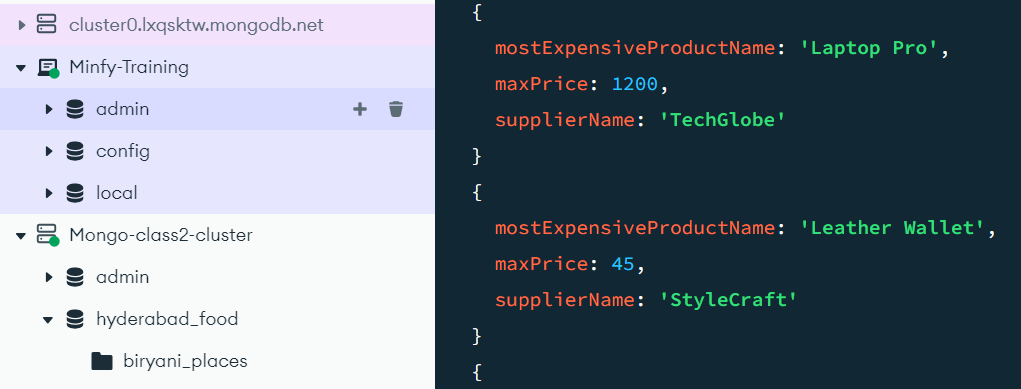 cluster0.lxqsktw.mongodb.net
Minfy-Training
admin
config
local
Mongo-class2-cluster
admin
hyderabad_food
biryani_places
{
mostExpensiveProductName: 'Laptop Pro',
maxPrice: 1200,
supplierName: 'TechGlobe'
}
{
mostExpensiveProductName: 'Leather Wallet',
maxPrice: 45,
supplierName: 'StyleCraft'
}
{